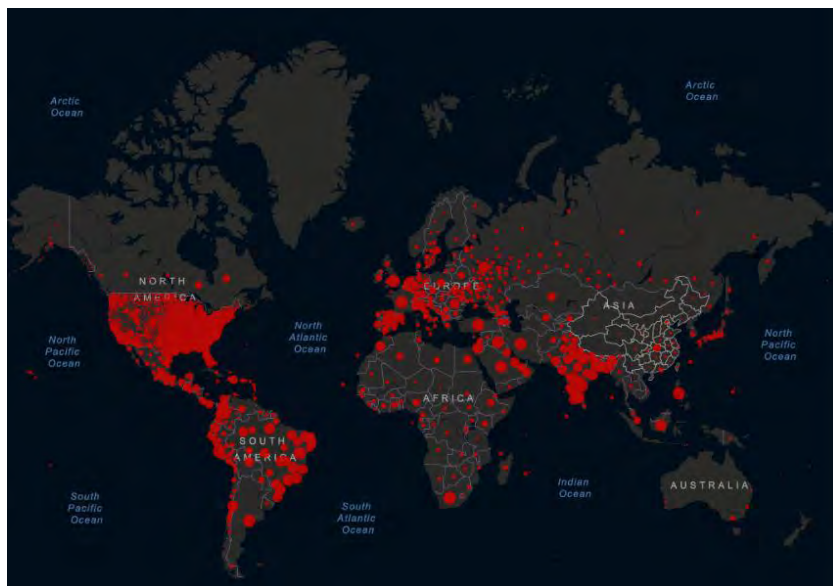 Arctic
Ocean
Arctic
Ocean
NORTH
AMERICA
EUROPE
ASIA
North
Pacific
Ocean
North
Atlantic
Ocean
North
Pacific
Ocean
AFRICA
SOUTH
AMERICA
Indian
Ocean
AUSTRALIA
South
Pacific
Ocean
South
Atlantic
Ocean